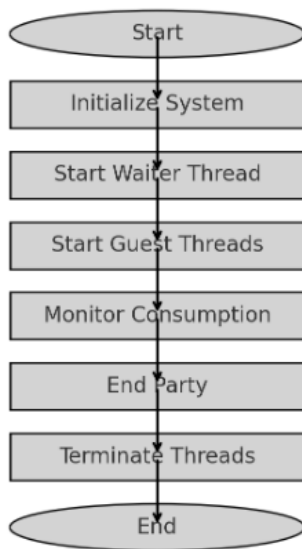 Start
Initialize System
Start Waiter Thread
Start Guest Threads
Monitor Consumption
End Party
Terminate Threads
End